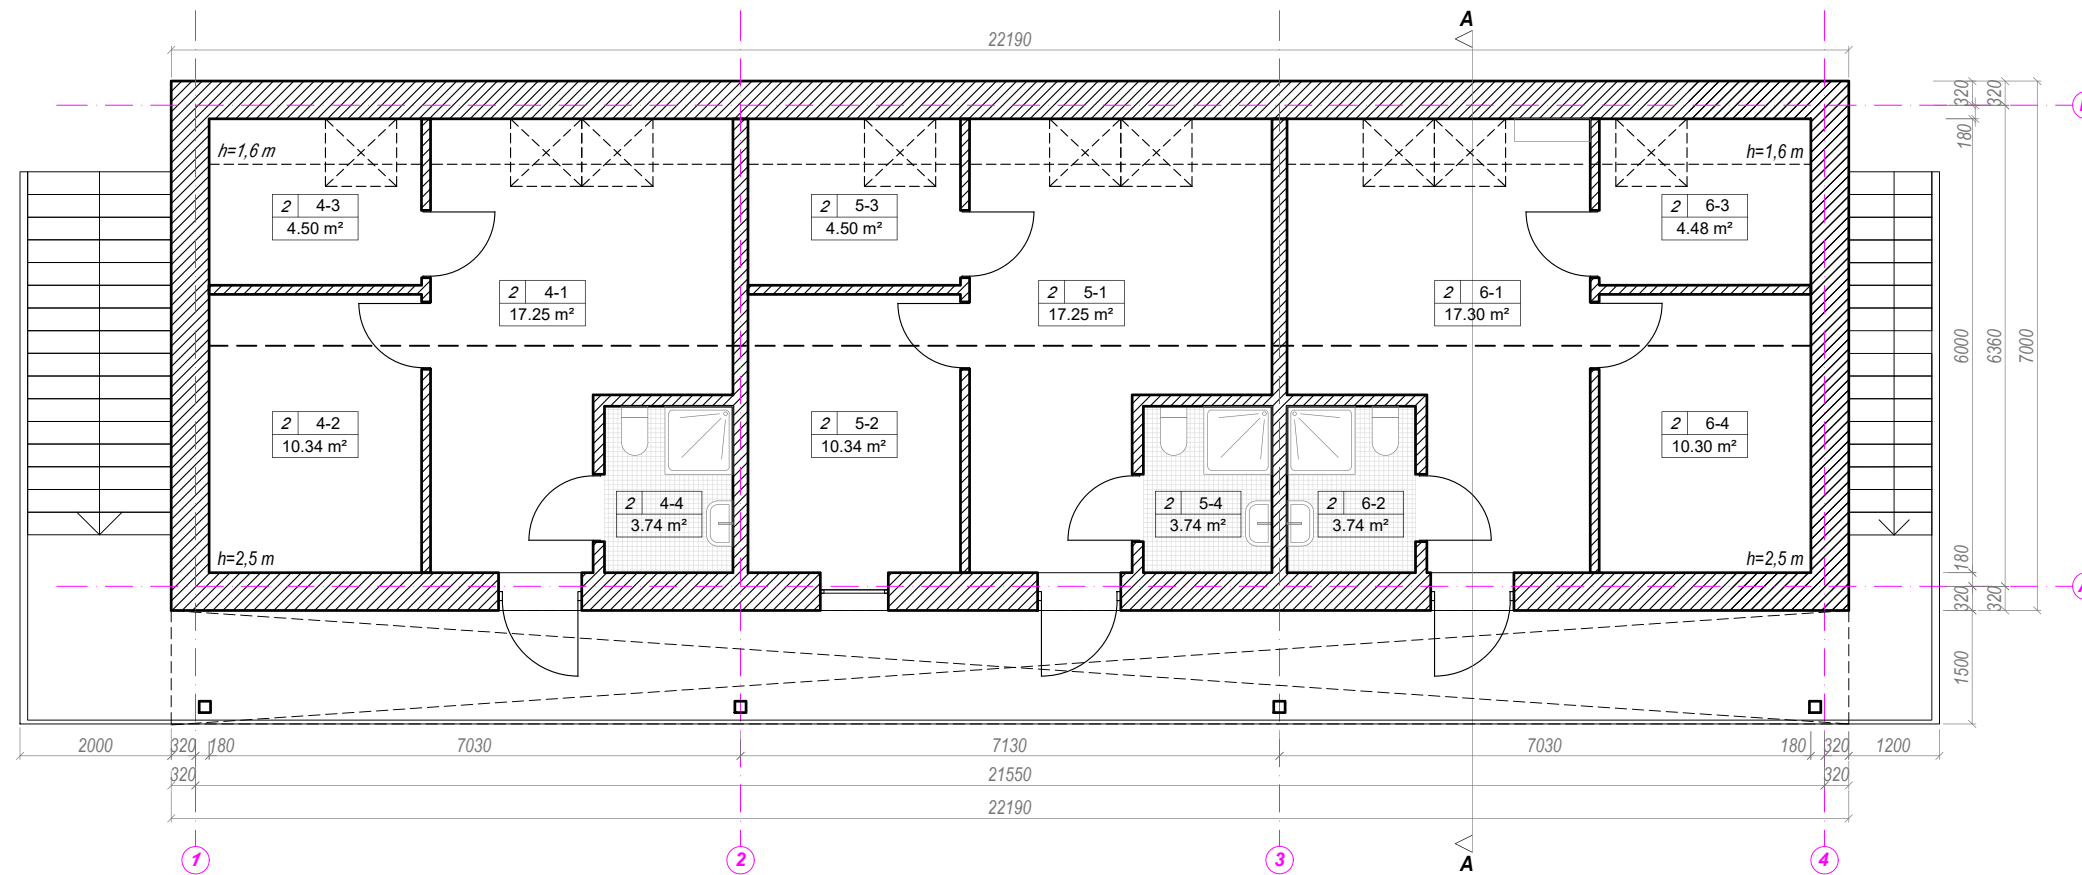 A
22190
320
320
180
h=1,6 m
h=1,6 m
2 4-3
4.50 m²
2 5-3
4.50 m²
2 6-3
4.48 m²
2 4-1
17.25 m²
2 5-1
17.25 m²
2 6-1
17.30 m²
6000
6360
7000
2 4-2
10.34 m²
2 5-2
10.34 m²
2 6-4
10.30 m²
2 4-4
3.74 m²
2 5-4
3.74 m²
2 6-2
3.74 m²
h=2,5 m
h=2,5 m
180
320
320
1500
2000 320 180 7030 7130 7030 180 320 1200
320 21550 320
22190
1 2 3 4
A